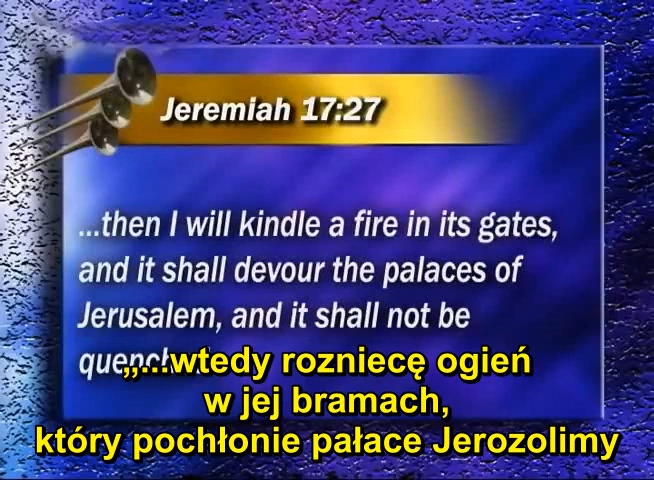 Jeremiah 17:27
...then I will kindle a fire in its gates,
and it shall devour the palaces of
Jerusalem, and it shall not be
„...wtedy rozniecę ogień
w jej bramach,
który pochłonie pałace Jerozolimy